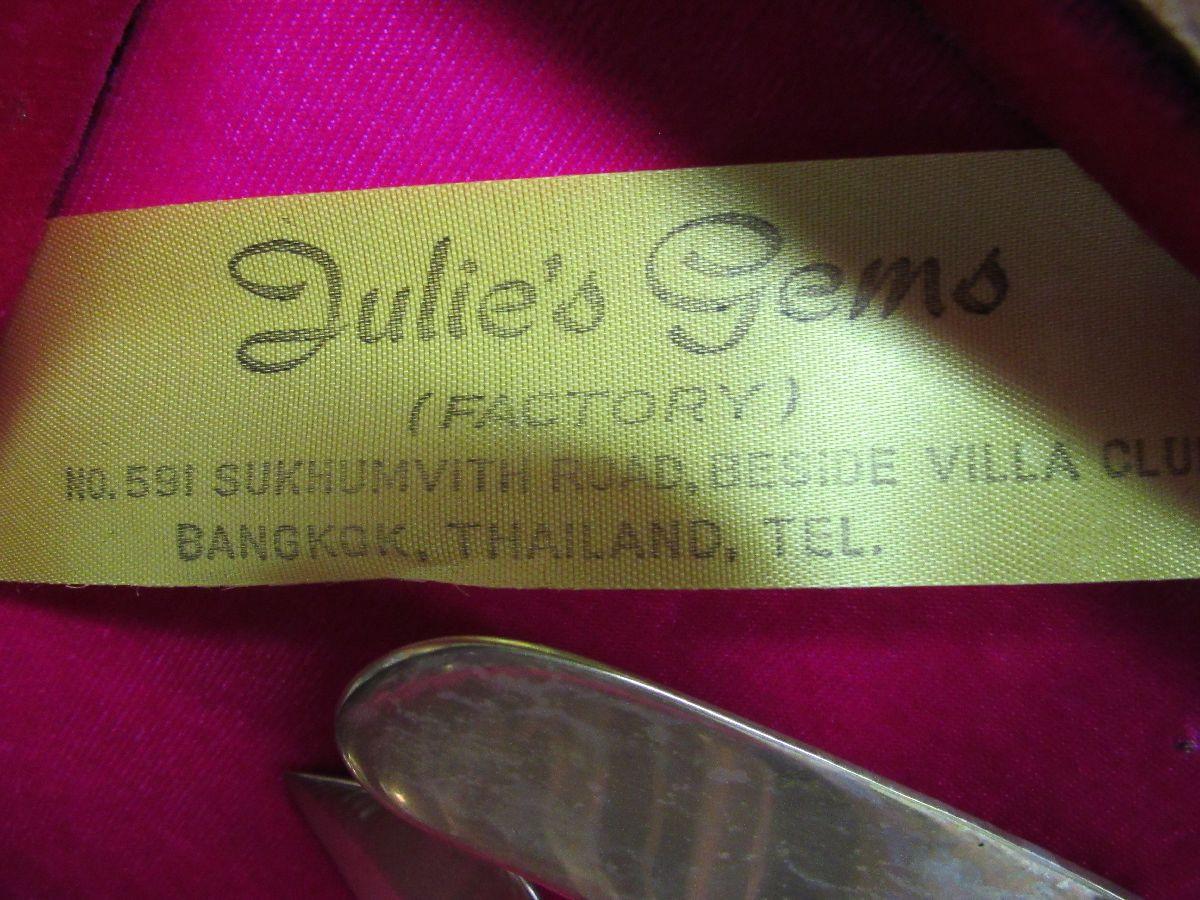 Julie's Gems
(FACTORY)
NO. 591 SUKHUMVITH ROAD, BESIDE VILLA CLU
BANGKOK, THAILAND, TEL.